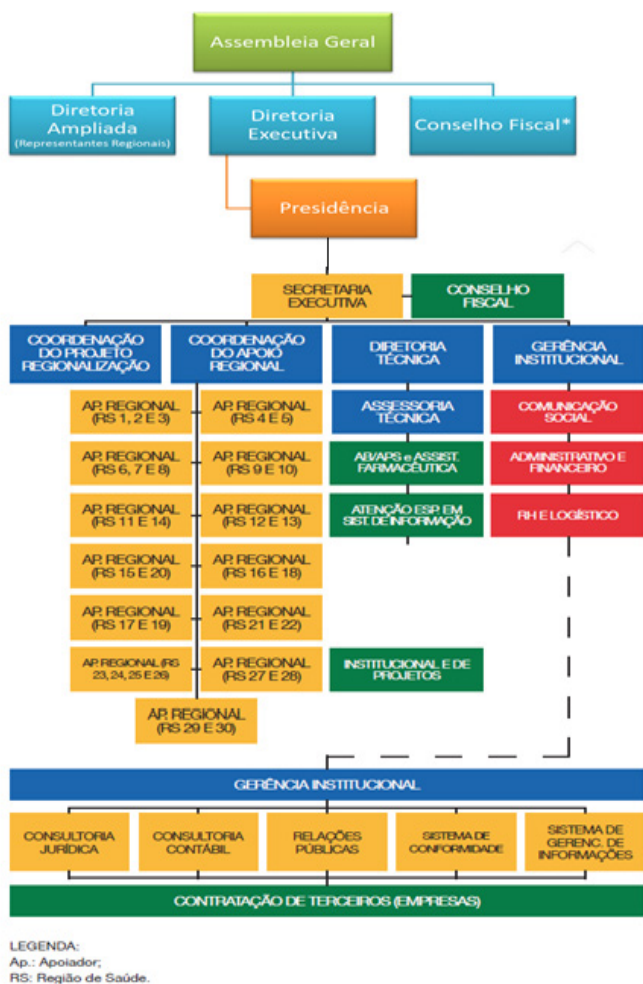 Assembleia Geral
Diretoria
Ampliada
(Representantes Regionais)
Diretoria
Executiva
Conselho Fiscal*
Presidência
SECRETARIA
EXECUTIVA
CONSELHO
FISCAL
COORDENAÇÃO
DO PROJETO
REGIONALIZAÇÃO
COORDENAÇÃO
DO APOIO
REGIONAL
DIRETORIA
TÉCNICA
GERÊNCIA
INSTITUCIONAL
AP. REGIONAL
(RS 1, 2 E 3)
AP. REGIONAL
(RS 4 E 5)
ASSESSORIA
TÉCNICA
COMUNICAÇÃO
SOCIAL
AP. REGIONAL
(RS 6, 7 E 8)
AP. REGIONAL
(RS 9 E 10)
AB/APS e ASSIST.
FARMACÊUTICA
ADMINISTRATIVO E
FINANCEIRO
AP. REGIONAL
(RS 11 E 14)
AP. REGIONAL
(RS 12 E 13)
ATENÇÃO ESP. EM
SIST. DE INFORMAÇÃO
RH E LOGÍSTICO
AP. REGIONAL
(RS 15 E 20)
AP. REGIONAL
(RS 16 E 18)
AP. REGIONAL
(RS 17 E 19)
AP. REGIONAL
(RS 21 E 22)
AP. REGIONAL (RS
23, 24, 25 E 26)
AP. REGIONAL
(RS 27 E 28)
INSTITUCIONAL E DE
PROJETOS
AP. REGIONAL
(RS 29 E 30)
GERÊNCIA INSTITUCIONAL
CONSULTORIA
JURÍDICA
CONSULTORIA
CONTÁBIL
RELAÇÕES
PÚBLICAS
SISTEMA DE
CONFORMIDADE
SISTEMA DE
GERENC. DE
INFORMAÇÕES
CONTRATAÇÃO DE TERCEIROS (EMPRESAS)
LEGENDA:
Ap.: Apoiador;
RS: Região de Saúde.